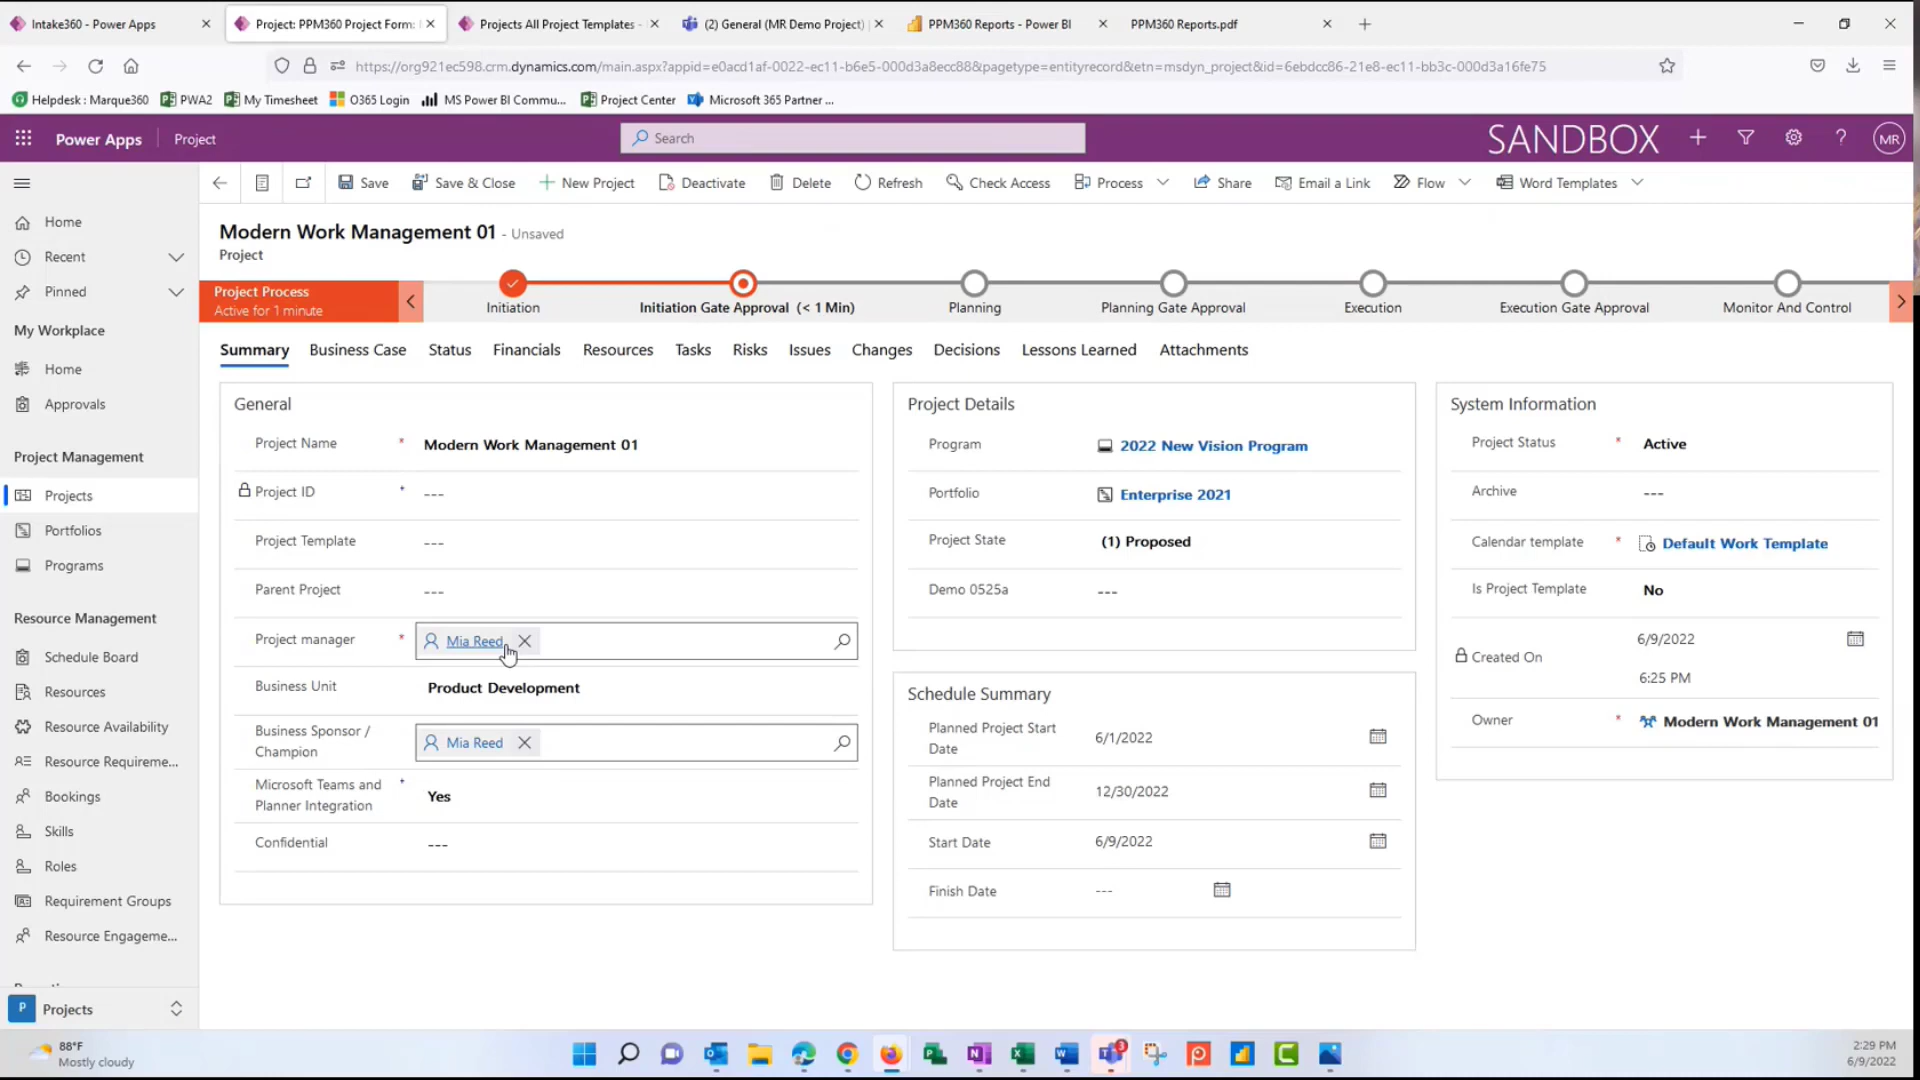 Intake360 - Power Apps
Project: PPM360 Project Form:
Projects All Project Templates -
(2) General (MR Demo Project) |
PPM360 Reports - Power BI
PPM360 Reports.pdf
https://org921ec598.crm.dynamics.com/main.aspx?appid=e0acd1af-0022-ec11-b6e5-000d3a8ecc88&pagetype=entityrecord&etn=msdyn_project&id=6ebdcc86-21e8-ec11-bb3c-000d3a16fe75
Helpdesk : Marque360
PWA2
My Timesheet
O365 Login
MS Power BI Commu...
Project Center
Microsoft 365 Partner ...
Power Apps
Project
Search
SANDBOX
MR
Save
Save & Close
New Project
Deactivate
Delete
Refresh
Check Access
Process
Share
Email a Link
Flow
Word Templates
Home
Recent
Pinned
My Workplace
Home
Approvals
Project Management
Projects
Portfolios
Programs
Resource Management
Schedule Board
Resources
Resource Availability
Resource Requireme...
Bookings
Skills
Roles
Requirement Groups
Resource Engageme...
P
Projects
Modern Work Management 01 - Unsaved
Project
Project Process
Active for 1 minute
Initiation
Initiation Gate Approval (< 1 Min)
Planning
Planning Gate Approval
Execution
Execution Gate Approval
Monitor And Control
Summary
Business Case
Status
Financials
Resources
Tasks
Risks
Issues
Changes
Decisions
Lessons Learned
Attachments
General
Project Name * Modern Work Management 01
Project ID + ---
Project Template ---
Parent Project ---
Project manager * Mia Reed
Business Unit Product Development
Business Sponsor /
Champion
Mia Reed
Microsoft Teams and
Planner Integration
+ Yes
Confidential ---
Project Details
Program 2022 New Vision Program
Portfolio Enterprise 2021
Project State (1) Proposed
Demo 0525a ---
Schedule Summary
Planned Project Start
Date
6/1/2022
Planned Project End
Date
12/30/2022
Start Date 6/9/2022
Finish Date ---
System Information
Project Status * Active
Archive ---
Calendar template * Default Work Template
Is Project Template No
Created On
6/9/2022
6:25 PM
Owner * Modern Work Management 01
88°F
Mostly cloudy
3
2:29 PM
6/9/2022